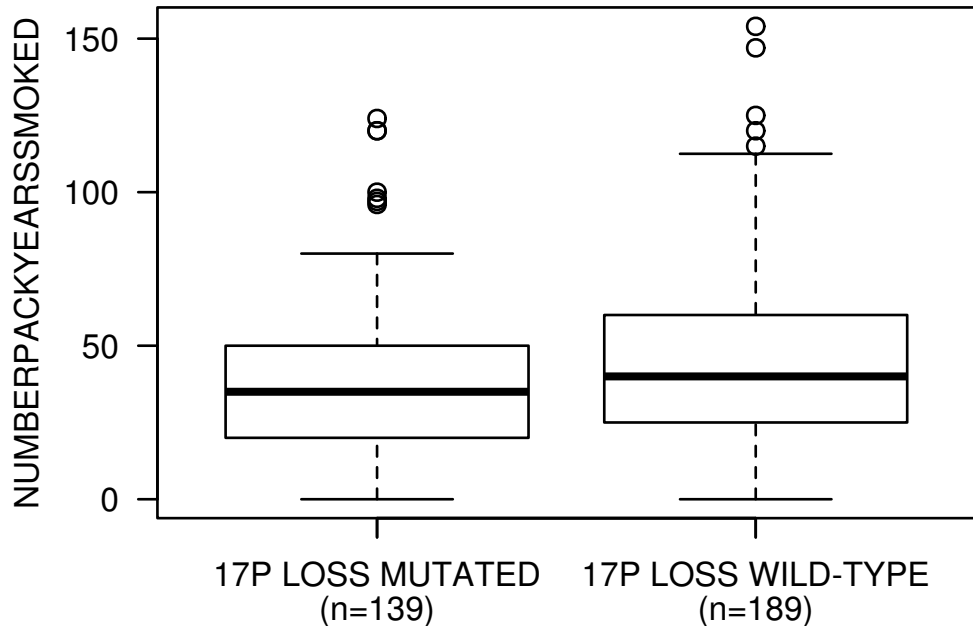 NUMBERPACKYEARSSMOKED
150
100
50
0
17P LOSS MUTATED
(n=139)
17P LOSS WILD-TYPE
(n=189)